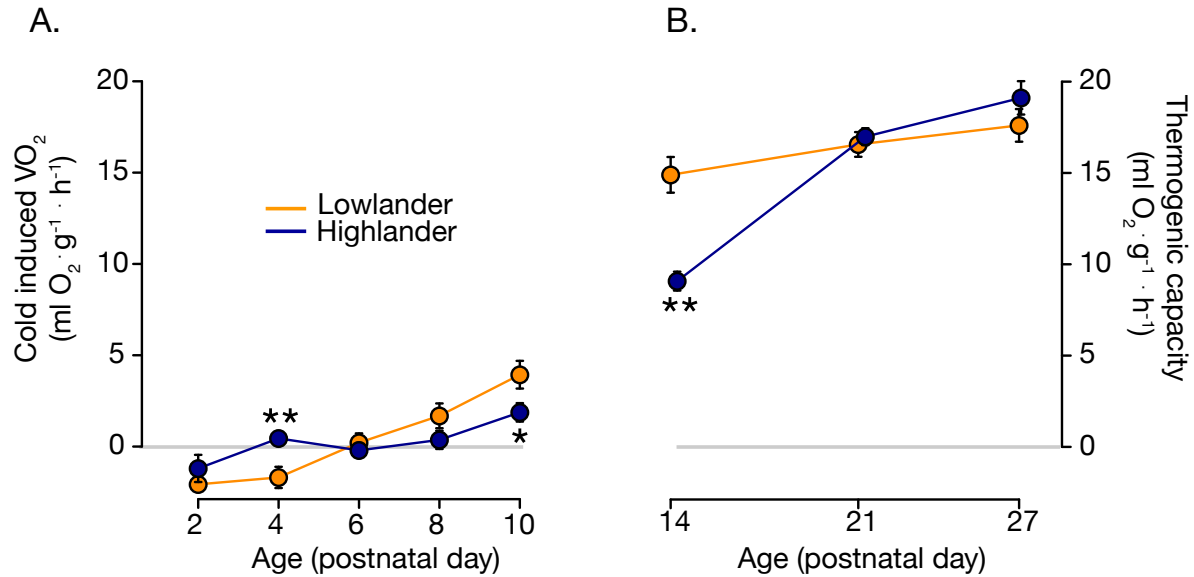 A.
Cold induced VO₂
(ml O₂ · g⁻¹ · h⁻¹)
20
15
10
5
0
Lowlander
Highlander
**
*
2 4 6 8 10
Age (postnatal day)
B.
20
15
10
5
0
Thermogenic capacity
(ml O₂ · g⁻¹ · h⁻¹)
**
14 21 27
Age (postnatal day)